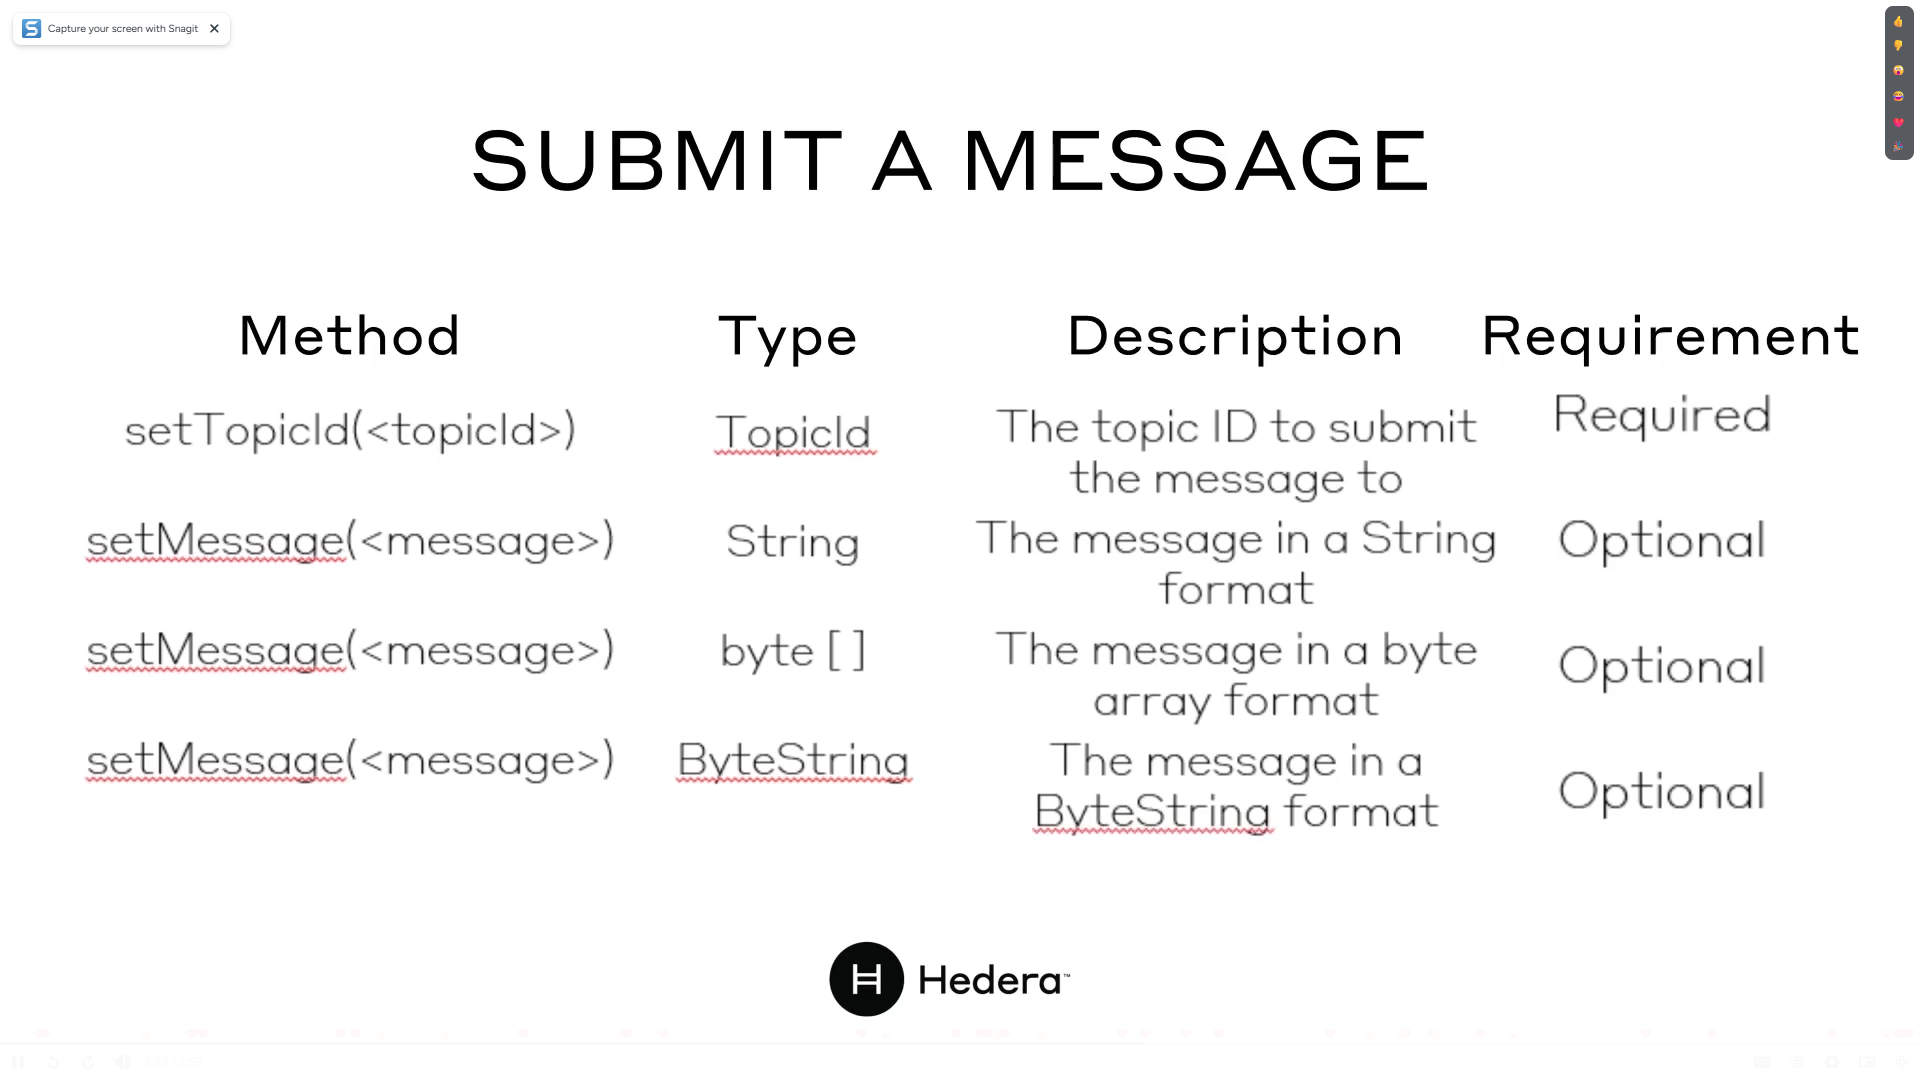 Capture your screen with Snagit
SUBMIT A MESSAGE
Method Type Description Requirement
setTopicId(<topicId>) TopicId The topic ID to submit Required
the message to
setMessage(<message>) String The message in a String Optional
format
setMessage(<message>) byte [ ] The message in a byte Optional
array format
setMessage(<message>) ByteString The message in a Optional
ByteString format
H Hedera™